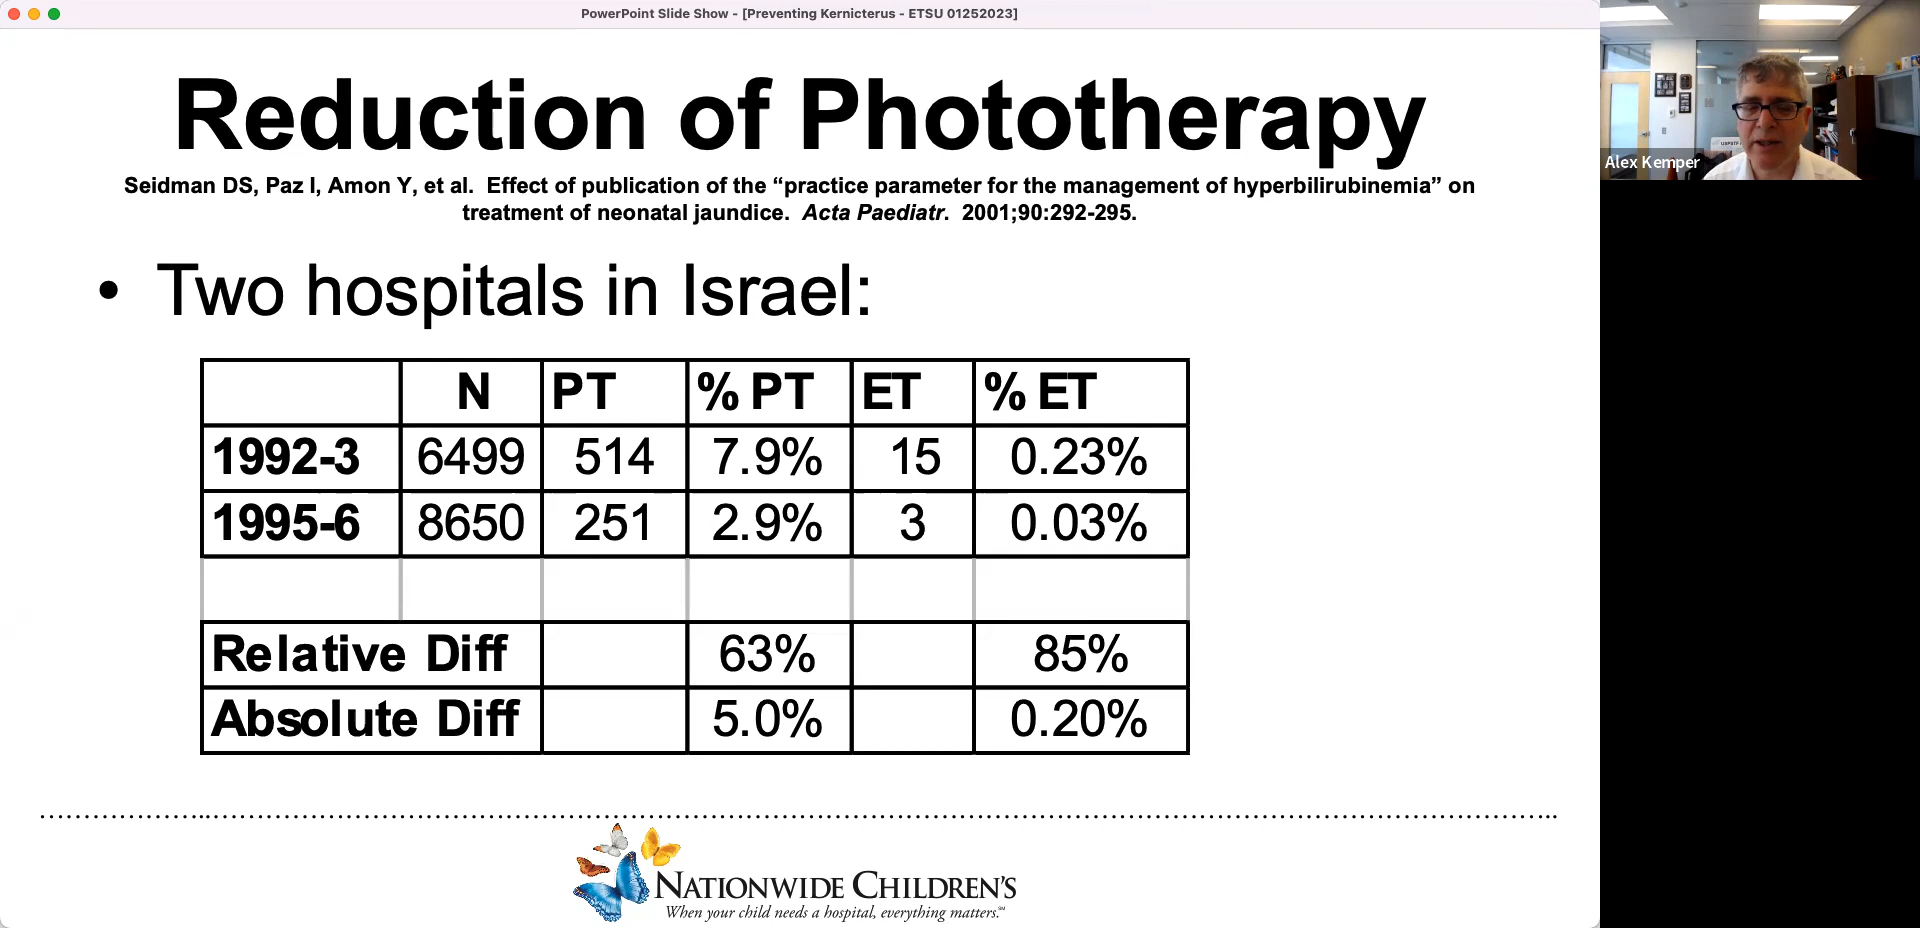 PowerPoint Slide Show - [Preventing Kernicterus - ETSU 01252023]
Reduction of Phototherapy
Seidman DS, Paz I, Amon Y, et al.  Effect of publication of the “practice parameter for the management of hyperbilirubinemia” on
treatment of neonatal jaundice.  Acta Paediatr.  2001;90:292-295.
• Two hospitals in Israel:
N PT % PT ET % ET
1992-3 6499 514 7.9% 15 0.23%
1995-6 8650 251 2.9% 3 0.03%
Relative Diff 63% 85%
Absolute Diff 5.0% 0.20%
NATIONWIDE CHILDREN'S
When your child needs a hospital, everything matters.℠
Alex Kemper